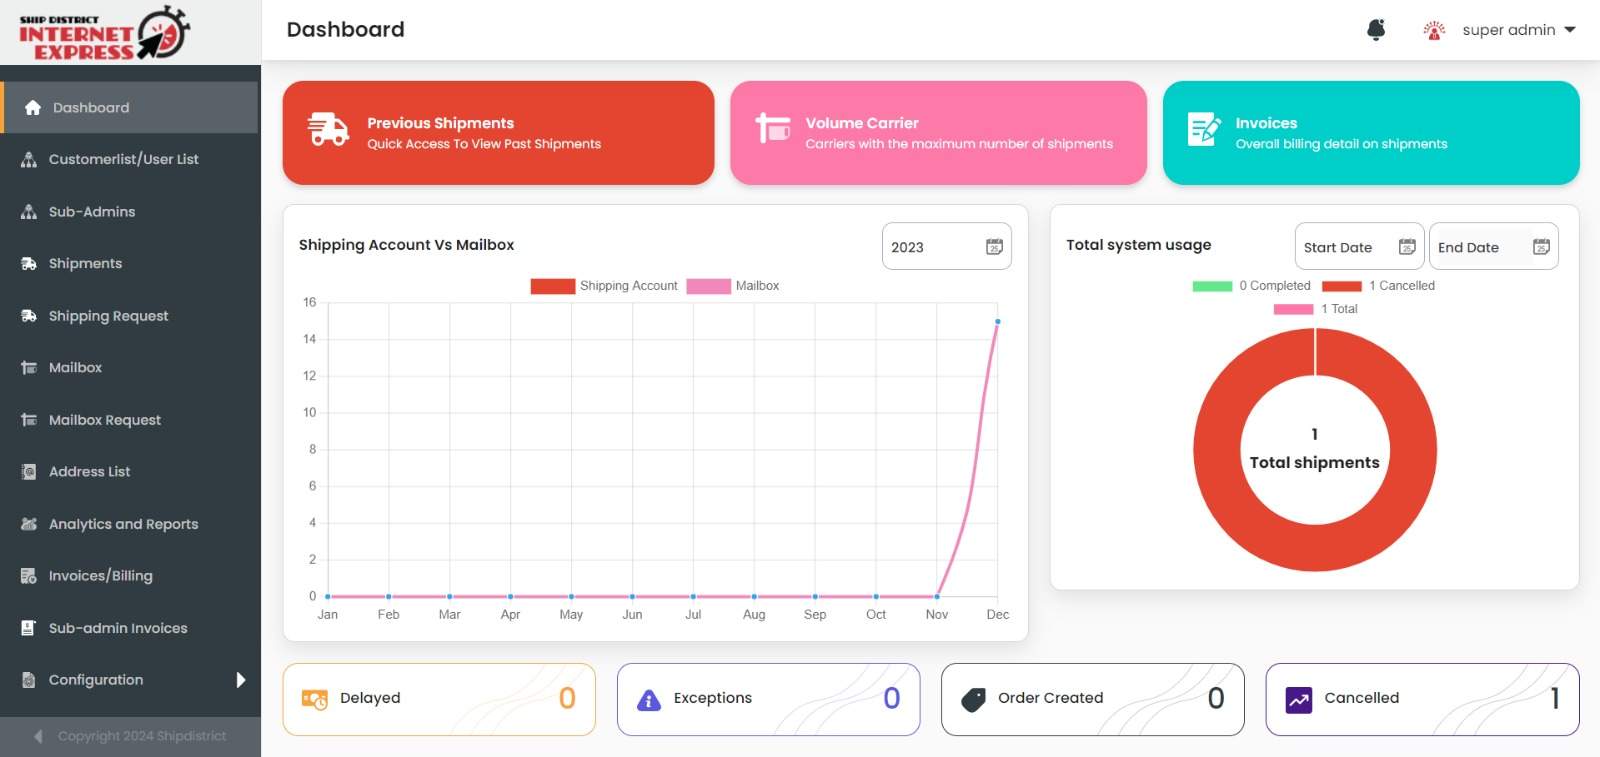 SHIP DISTRICT
INTERNET
EXPRESS
Dashboard
super admin
Dashboard
Customerlist/User List
Sub-Admins
Shipments
Shipping Request
Mailbox
Mailbox Request
Address List
Analytics and Reports
Invoices/Billing
Sub-admin Invoices
Configuration
Copyright 2024 Shipdistrict
Previous Shipments
Quick Access To View Past Shipments
Volume Carrier
Carriers with the maximum number of shipments
Invoices
Overall billing detail on shipments
Shipping Account Vs Mailbox
2023
Shipping Account Mailbox
16
14
12
10
8
6
4
2
0
Jan Feb Mar Apr May Jun Jul Aug Sep Oct Nov Dec
Total system usage
Start Date
End Date
0 Completed 1 Cancelled
1 Total
1
Total shipments
Delayed 0
Exceptions 0
Order Created 0
Cancelled 1